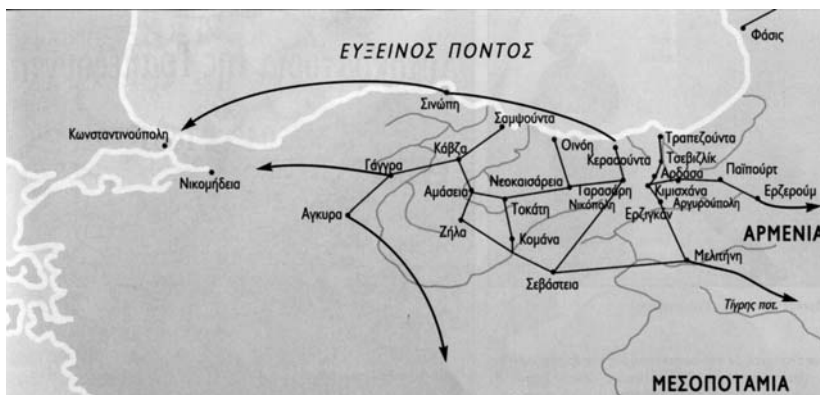 Φάσις
ΕΥΞΕΙΝΟΣ ΠΟΝΤΟΣ
Σινώπη
Σαμψούντα
Κωνσταντινούπολη
Οινόη
Τραπεζούντα
Κάβζα
Κερασούντα
Τσεβιζλίκ
Γάγγρα
Αρδάσα
Παϊπούρτ
Νικομήδεια
Νεοκαισάρεια
Αμάσεια
Ταρασάρη
Κιμισχάνα
Ερζερούμ
Νικόπολη
Αργυρούπολη
Τοκάτη
Ερζιγκάν
Αγκυρα
Ζήλα
Κομάνα
ΑΡΜΕΝΙΑ
Μελιτήνη
Σεβάστεια
Τίγρης ποτ.
ΜΕΣΟΠΟΤΑΜΙΑ